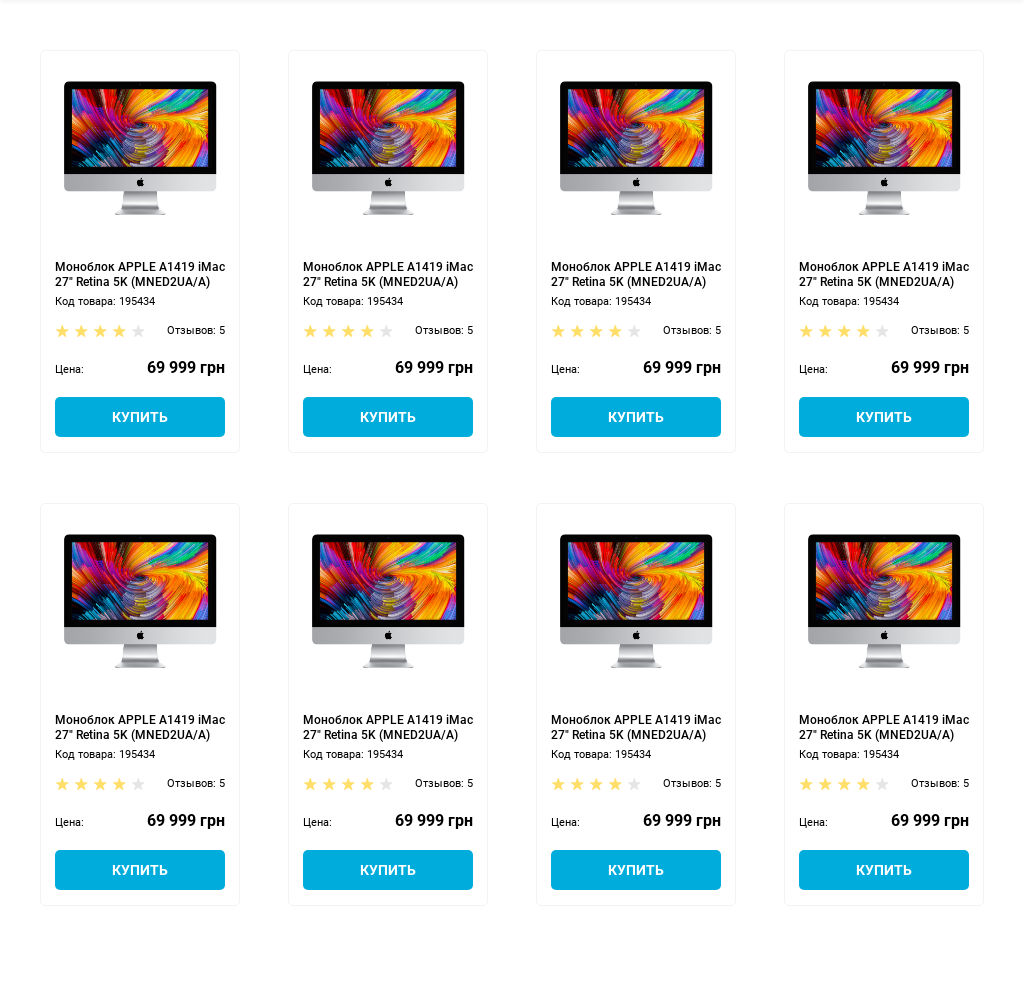 Моноблок APPLE A1419 iMac
27" Retina 5K (MNED2UA/A)
Код товара: 195434
Отзывов: 5
Цена: 69 999 грн
КУПИТЬ
Моноблок APPLE A1419 iMac
27" Retina 5K (MNED2UA/A)
Код товара: 195434
Отзывов: 5
Цена: 69 999 грн
КУПИТЬ
Моноблок APPLE A1419 iMac
27" Retina 5K (MNED2UA/A)
Код товара: 195434
Отзывов: 5
Цена: 69 999 грн
КУПИТЬ
Моноблок APPLE A1419 iMac
27" Retina 5K (MNED2UA/A)
Код товара: 195434
Отзывов: 5
Цена: 69 999 грн
КУПИТЬ
Моноблок APPLE A1419 iMac
27" Retina 5K (MNED2UA/A)
Код товара: 195434
Отзывов: 5
Цена: 69 999 грн
КУПИТЬ
Моноблок APPLE A1419 iMac
27" Retina 5K (MNED2UA/A)
Код товара: 195434
Отзывов: 5
Цена: 69 999 грн
КУПИТЬ
Моноблок APPLE A1419 iMac
27" Retina 5K (MNED2UA/A)
Код товара: 195434
Отзывов: 5
Цена: 69 999 грн
КУПИТЬ
Моноблок APPLE A1419 iMac
27" Retina 5K (MNED2UA/A)
Код товара: 195434
Отзывов: 5
Цена: 69 999 грн
КУПИТЬ